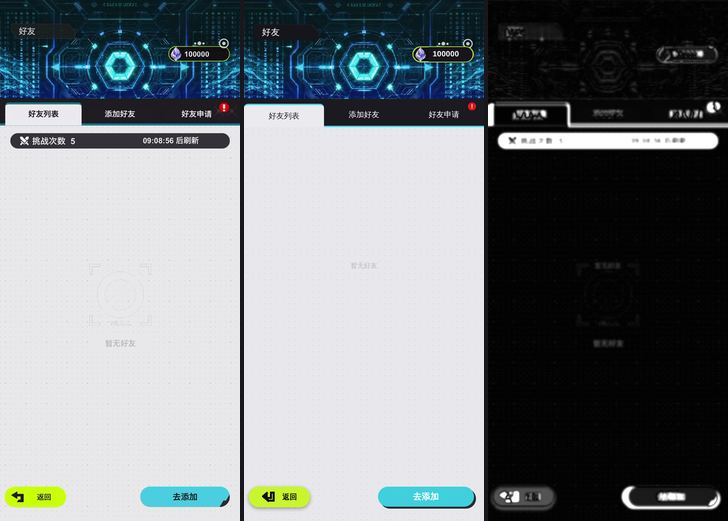 好友
100000
好友列表 添加好友 好友申请
挑战次数 5 09:08:56 后刷新
暂无好友
返回 去添加
好友
100000
好友列表 添加好友 好友申请
暂无好友
返回 去添加